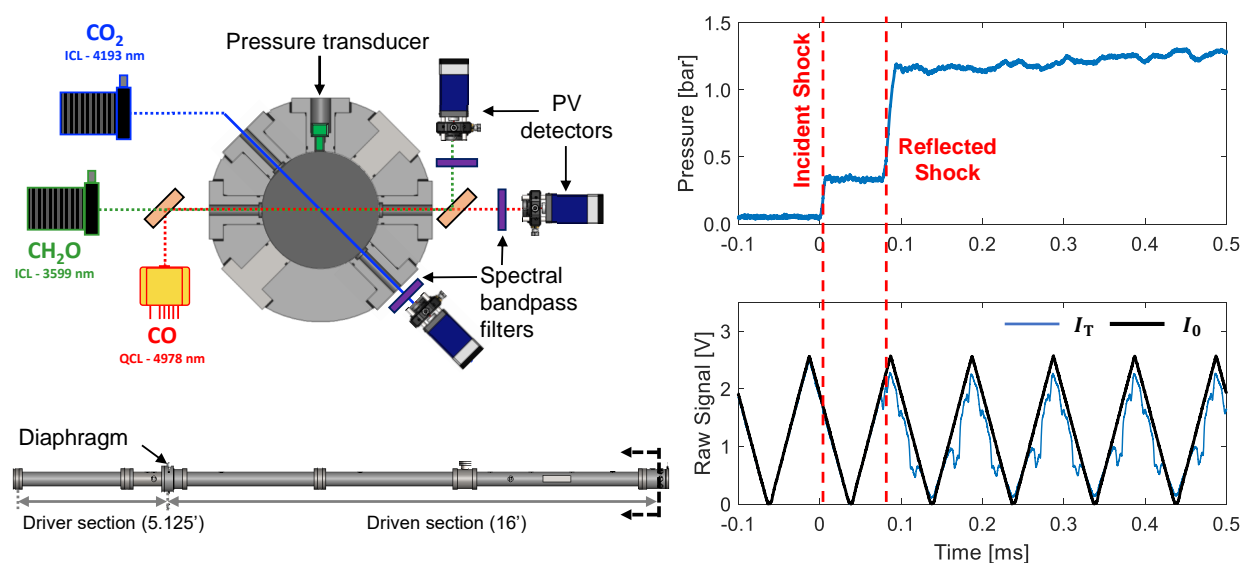 CO2
ICL - 4193 nm
Pressure transducer
PV
detectors
CH2O
ICL - 3599 nm
CO
QCL - 4978 nm
Spectral
bandpass
filters
Diaphragm
Driver section (5.125’)
Driven section (16’)
Pressure [bar]
1.5
1.0
0.5
0.0
Incident Shock
Reflected
Shock
-0.1 0 0.1 0.2 0.3 0.4 0.5
Raw Signal [V]
3
2
1
0
IT I0
-0.1 0 0.1 0.2 0.3 0.4 0.5
Time [ms]